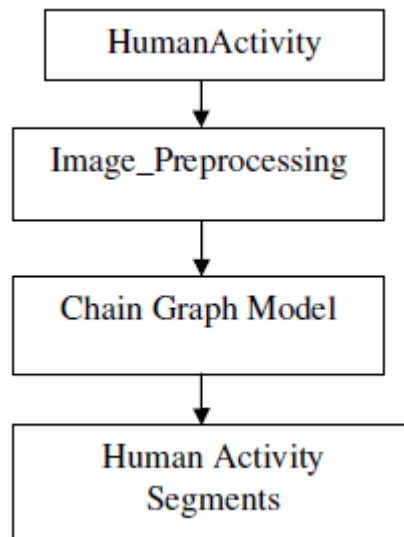 HumanActivity
Image_Preprocessing
Chain Graph Model
Human Activity
Segments